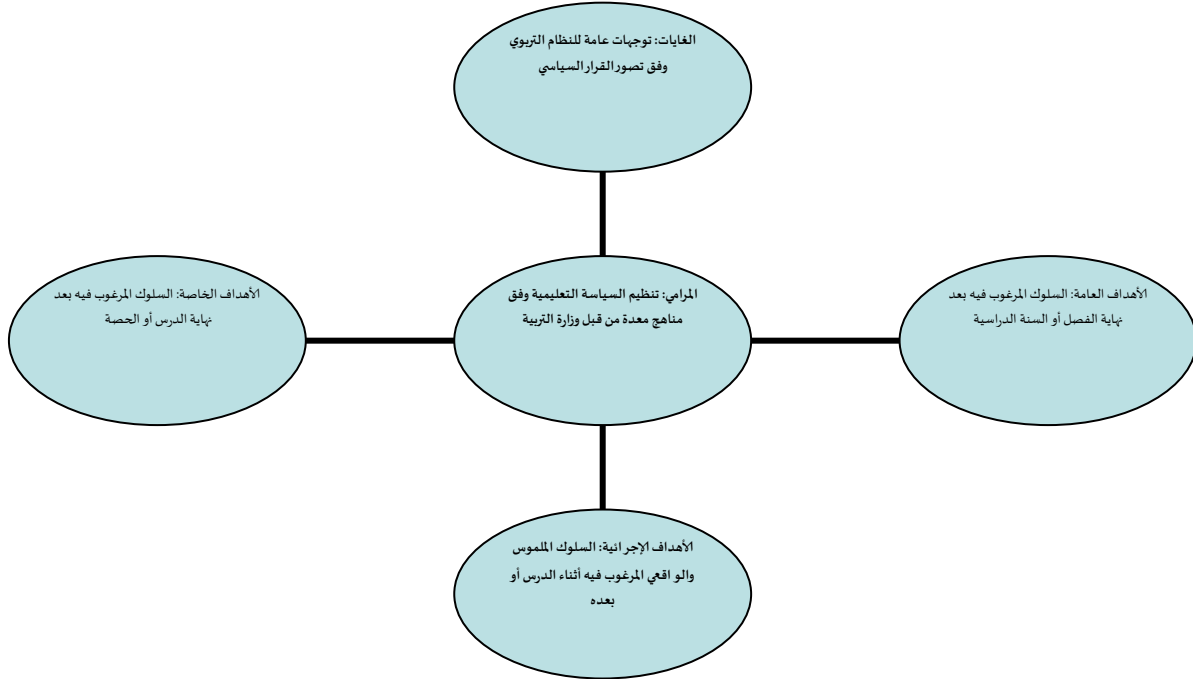 الغايات: توجهات عامة للنظام التربوي
وفق تصور القرار السياسي
الأهداف العامة: السلوك المرغوب فيه بعد
نهاية الفصل أو السنة الدراسية
المرامي: تنظيم السياسة التعليمية وفق
مناهج معدة من قبل وزارة التربية
الأهداف الخاصة: السلوك المرغوب فيه بعد
نهاية الدرس أو الحصة
الأهداف الإجرائية: السلوك الملموس
والواقعي المرغوب فيه أثناء الدرس أو
بعده